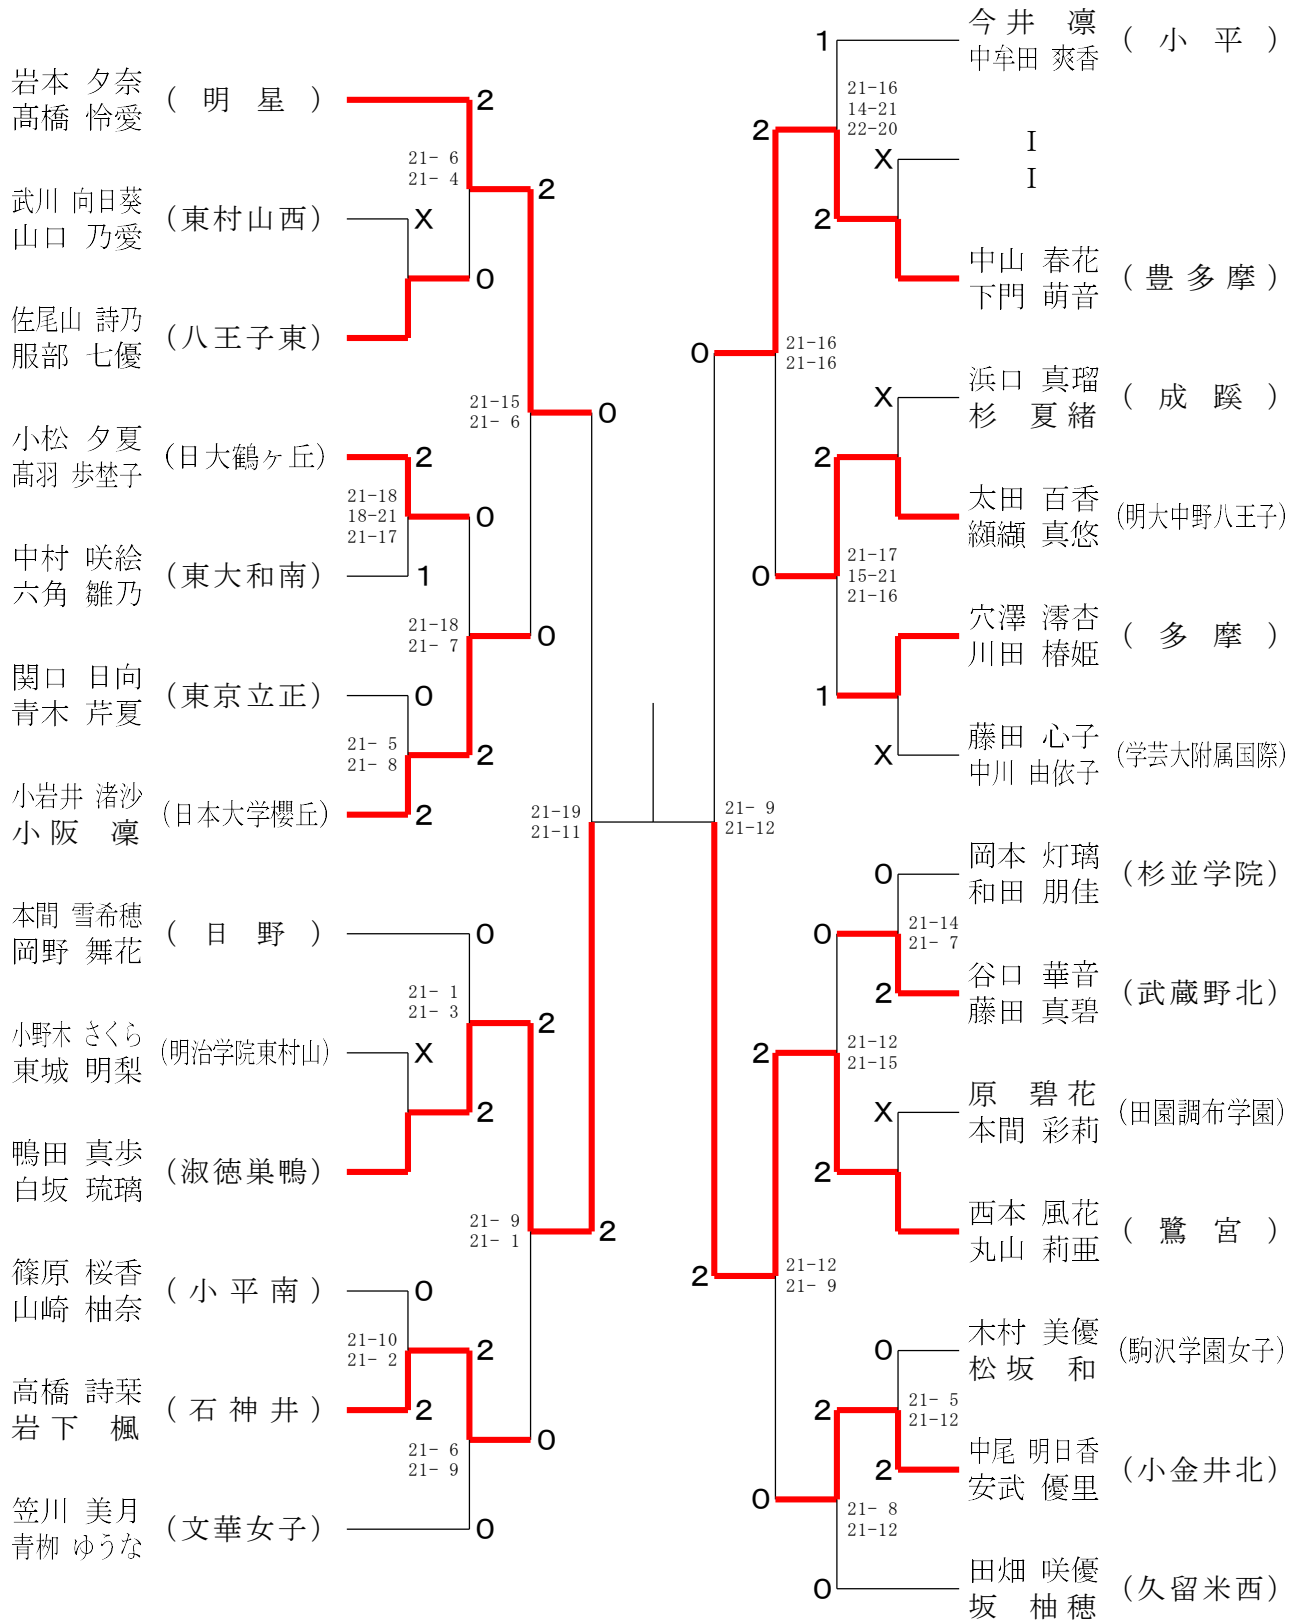 岩本 夕奈
髙橋 怜愛
( 明 星 )
2
21- 6
21- 4
2
武川 向日葵
山口 乃愛
(東村山西)
X
0
佐尾山 詩乃
服部 七優
(八王子東)
21-15
21- 6
0
小松 夕夏
髙羽 歩埜子
(日大鶴ヶ丘)
2
21-18
18-21
21-17
0
中村 咲絵
六角 雛乃
(東大和南)
1
21-18
21- 7
0
関口 日向
青木 芹夏
(東京立正)
0
21- 5
21- 8
2
小岩井 渚沙
小阪 凜
(日本大学櫻丘)
2
21-19
21-11
本間 雪希穂
岡野 舞花
( 日 野 )
0
21- 1
21- 3
2
小野木 さくら
東城 明梨
(明治学院東村山)
X
2
鴨田 真歩
白坂 琉璃
(淑徳巣鴨)
21- 9
21- 1
2
篠原 桜香
山崎 柚奈
(小平南)
0
21-10
21- 2
2
高橋 詩栞
岩下 楓
(石神井)
2
0
21- 6
21- 9
笠川 美月
青栁 ゆうな
(文華女子)
0
1
今井 凛
中牟田 爽香
( 小 平 )
21-16
14-21
22-20
2
X
I
I
2
中山 春花
下門 萌音
(豊多摩)
0
21-16
21-16
X
浜口 真瑠
杉 夏緒
( 成 蹊 )
2
太田 百香
纐纈 真悠
(明大中野八王子)
0
21-17
15-21
21-16
穴澤 澪杏
川田 椿姫
( 多 摩 )
1
X
藤田 心子
中川 由依子
(学芸大附属国際)
21- 9
21-12
0
岡本 灯璃
和田 朋佳
(杉並学院)
0
21-14
21- 7
2
谷口 華音
藤田 真碧
(武蔵野北)
2
21-12
21-15
X
原 碧花
本間 彩莉
(田園調布学園)
2
西本 風花
丸山 莉亜
( 鷺 宮 )
2
21-12
21- 9
0
木村 美優
松坂 和
(駒沢学園女子)
2
21- 5
21-12
2
中尾 明日香
安武 優里
(小金井北)
0
21- 8
21-12
0
田畑 咲優
坂 柚穂
(久留米西)